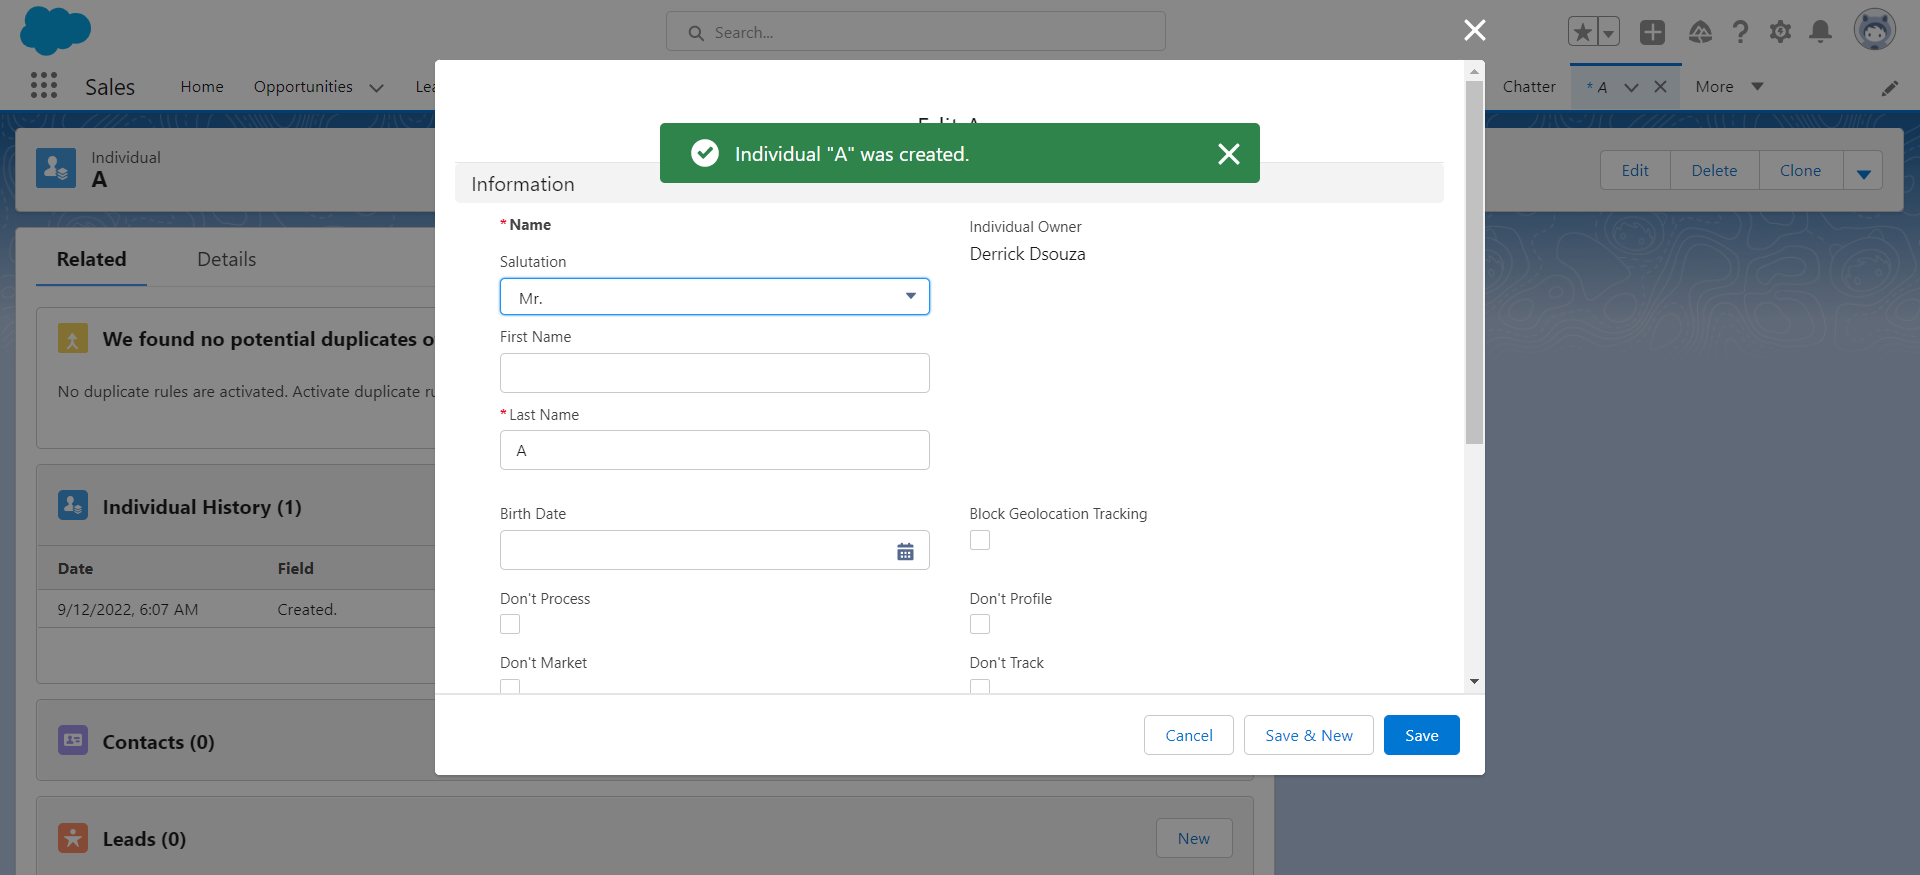 Search...
Sales
Home
Opportunities
Lea
Chatter
* A
More
Individual
A
Edit
Delete
Clone
Individual "A" was created.
Related
Details
We found no potential duplicates o
No duplicate rules are activated. Activate duplicate ru
Individual History (1)
Date Field
9/12/2022, 6:07 AM Created.
Contacts (0)
Leads (0)
New
Edit A
Information
* Name
Individual Owner
Derrick Dsouza
Salutation
Mr.
First Name
* Last Name
A
Birth Date
Block Geolocation Tracking
Don't Process
Don't Profile
Don't Market
Don't Track
Cancel
Save & New
Save